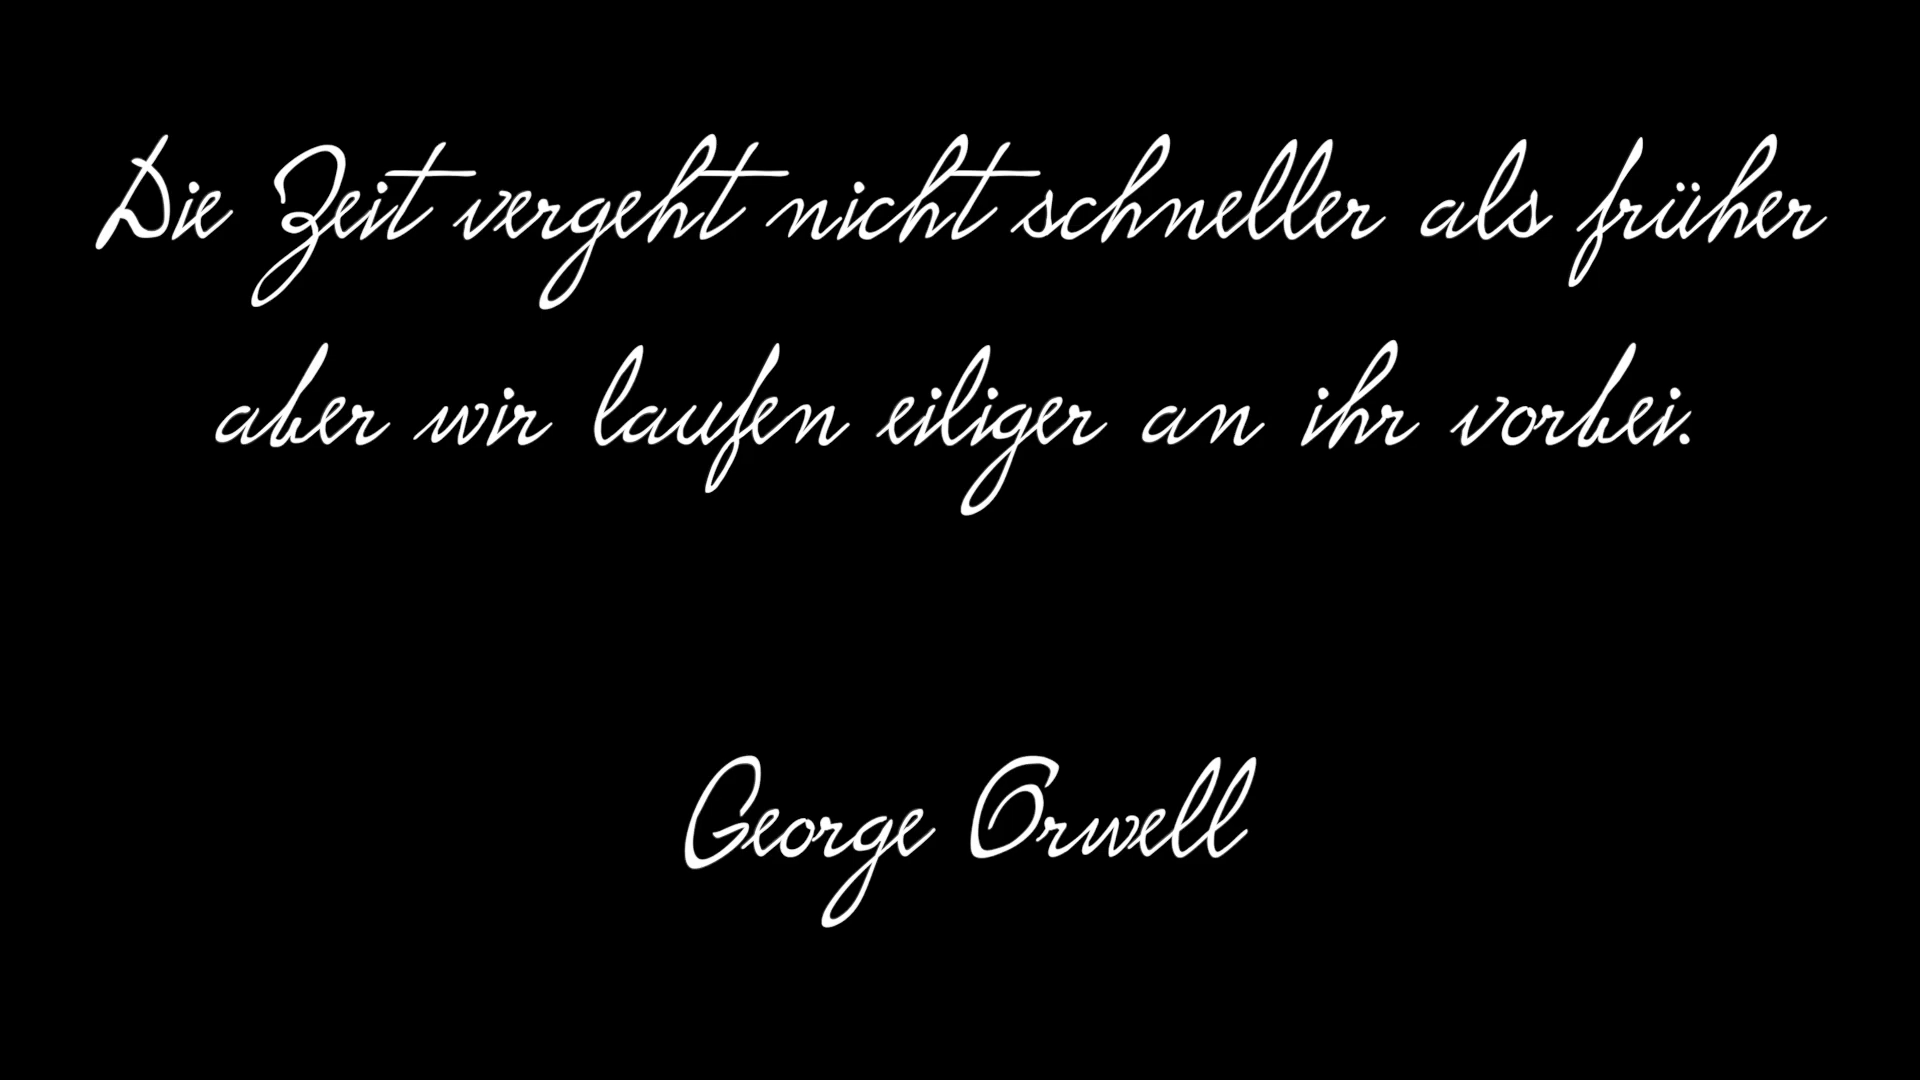 Die Zeit vergeht nicht schneller als früher
aber wir laufen eiliger an ihr vorbei.
George Orwell